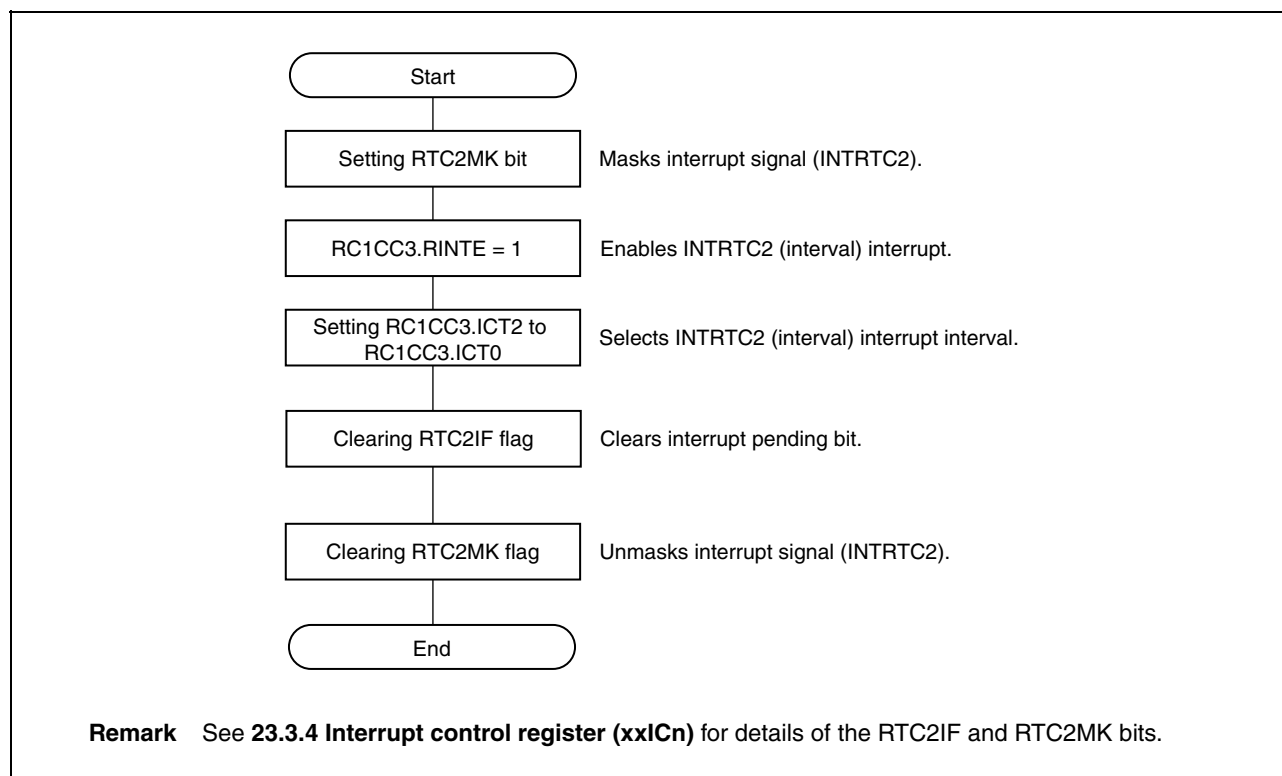 Start
Setting RTC2MK bit
Masks interrupt signal (INTRTC2).
RC1CC3.RINTE = 1
Enables INTRTC2 (interval) interrupt.
Setting RC1CC3.ICT2 to
RC1CC3.ICT0
Selects INTRTC2 (interval) interrupt interval.
Clearing RTC2IF flag
Clears interrupt pending bit.
Clearing RTC2MK flag
Unmasks interrupt signal (INTRTC2).
End
Remark See 23.3.4 Interrupt control register (xxICn) for details of the RTC2IF and RTC2MK bits.